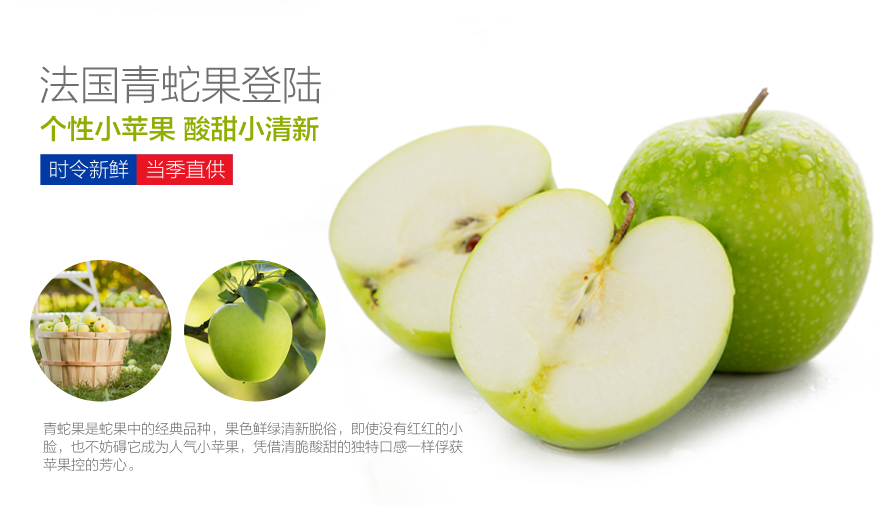 法国青蛇果登陆
个性小苹果 酸甜小清新
时令新鲜 当季直供
青蛇果是蛇果中的经典品种，果色鲜绿清新脱俗，即使没有红红的小
脸，也不妨碍它成为人气小苹果，凭借清脆酸甜的独特口感一样俘获
苹果控的芳心。